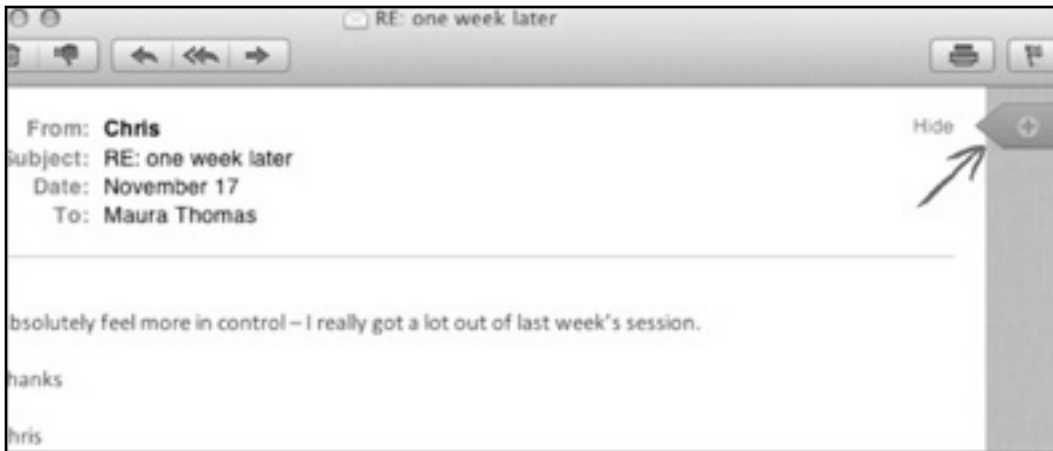 RE: one week later
From: Chris
Hide
ubject: RE: one week later
Date: November 17
To: Maura Thomas
bsolutely feel more in control – I really got a lot out of last week's session.
hanks
hris